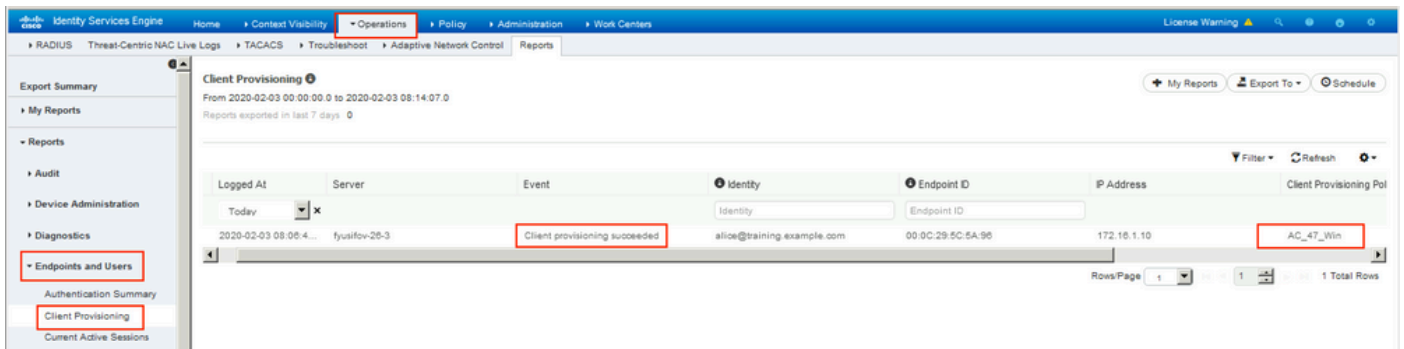 cisco Identity Services Engine Home Context Visibility Operations Policy Administration Work Centers License Warning
RADIUS Threat-Centric NAC Live Logs TACACS Troubleshoot Adaptive Network Control Reports
Export Summary
My Reports
Reports
Audit
Device Administration
Diagnostics
Endpoints and Users
Authentication Summary
Client Provisioning
Current Active Sessions
Client Provisioning
From 2020-02-03 00:00:00.0 to 2020-02-03 08:14:07.0
Reports exported in last 7 days 0
My Reports Export To Schedule
Filter Refresh
Logged At Server Event Identity Endpoint ID IP Address Client Provisioning Pol
Today × Identity Endpoint ID
2020-02-03 08:06:4... fyusifov-26-3 Client provisioning succeeded alice@training.example.com 00:0C:29:5C:5A:96 172.16.1.10 AC_47_Win
Rows/Page 1 1 1 Total Rows